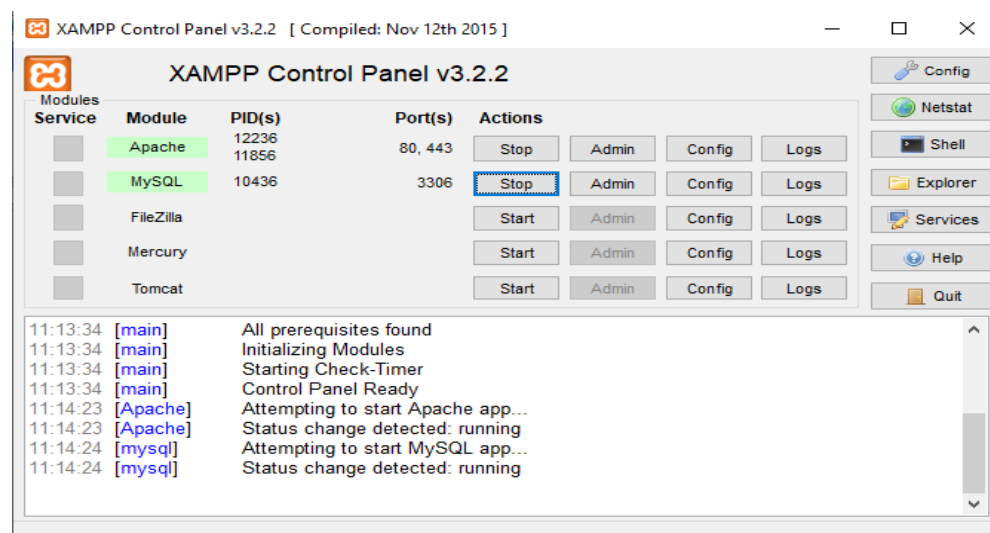 XAMPP Control Panel v3.2.2 [ Compiled: Nov 12th 2015 ]
XAMPP Control Panel v3.2.2
Config
Modules
Service Module PID(s) Port(s) Actions
Netstat
Apache 12236 11856 80, 443 Stop Admin Config Logs
Shell
MySQL 10436 3306 Stop Admin Config Logs
Explorer
FileZilla Start Admin Config Logs
Services
Mercury Start Admin Config Logs
Help
Tomcat Start Admin Config Logs
Quit
11:13:34 [main] All prerequisites found
11:13:34 [main] Initializing Modules
11:13:34 [main] Starting Check-Timer
11:13:34 [main] Control Panel Ready
11:14:23 [Apache] Attempting to start Apache app...
11:14:23 [Apache] Status change detected: running
11:14:24 [mysql] Attempting to start MySQL app...
11:14:24 [mysql] Status change detected: running